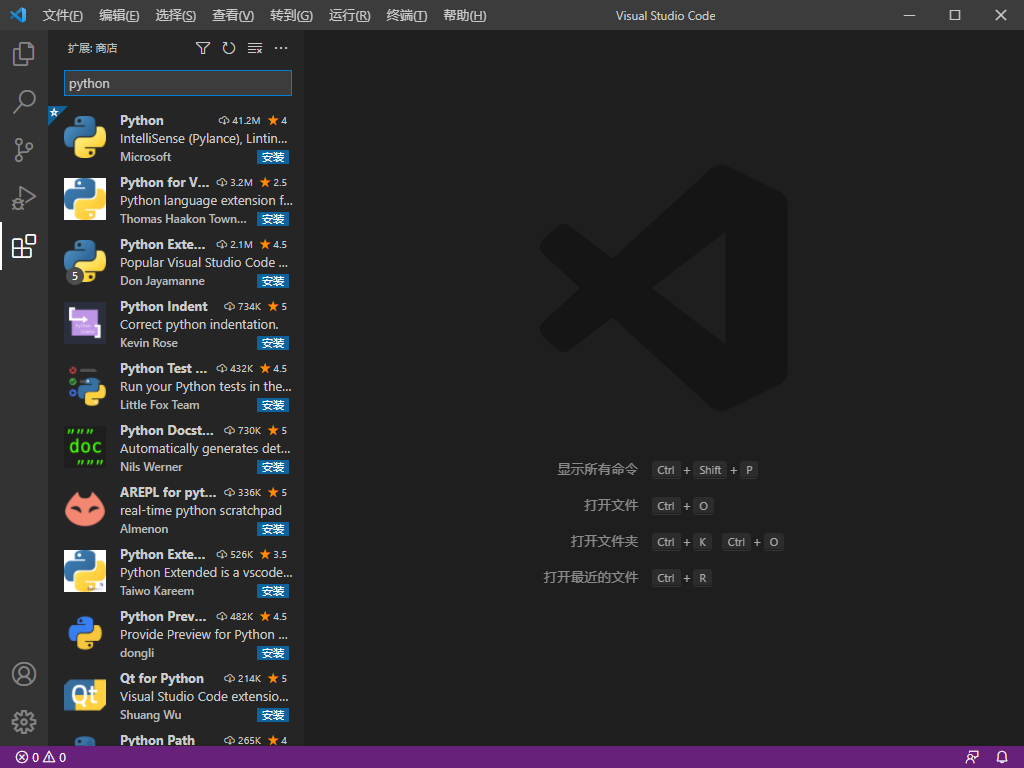 文件(F) 编辑(E) 选择(S) 查看(V) 转到(G) 运行(R) 终端(T) 帮助(H) Visual Studio Code
扩展: 商店
python
Python 41.2M 4
IntelliSense (Pylance), Lintin...
Microsoft 安装
Python for V... 3.2M 2.5
Python language extension f...
Thomas Haakon Town... 安装
Python Exte... 2.1M 4.5
Popular Visual Studio Code ...
5
Don Jayamanne 安装
Python Indent 734K 5
Correct python indentation.
Kevin Rose 安装
Python Test ... 432K 4.5
Run your Python tests in the...
Little Fox Team 安装
Python Docst... 730K 5
""" doc """
Automatically generates det...
Nils Werner 安装
AREPL for pyt... 336K 5
real-time python scratchpad
Almenon 安装
Python Exte... 526K 3.5
Python Extended is a vscode...
Taiwo Kareem 安装
Python Prev... 482K 4.5
Provide Preview for Python ...
dongli 安装
Qt for Python 214K 5
Qt
Visual Studio Code extensio...
Shuang Wu 安装
Python Path 265K 4
显示所有命令 Ctrl + Shift + P
打开文件 Ctrl + O
打开文件夹 Ctrl + K Ctrl + O
打开最近的文件 Ctrl + R
0 0